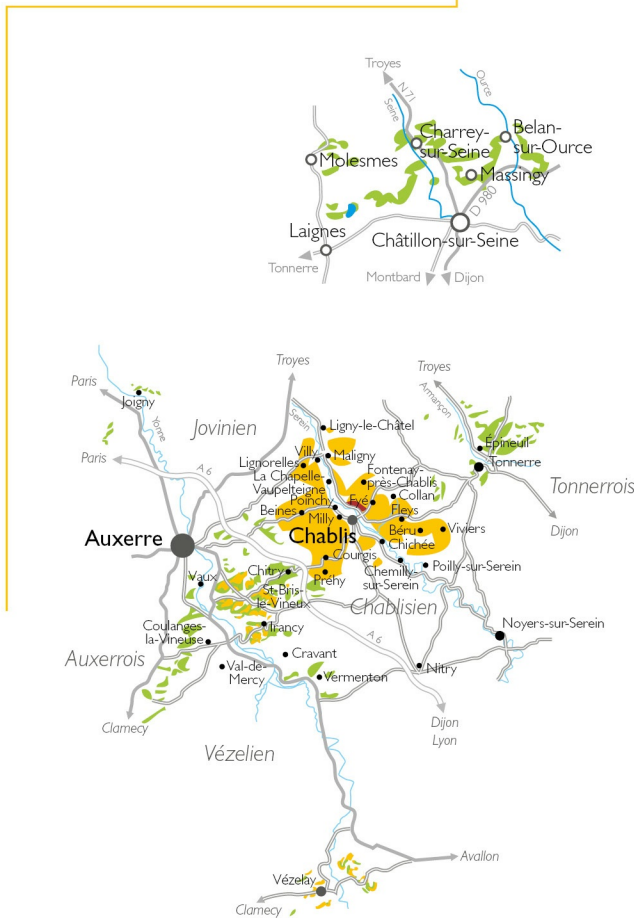 Troyes
N 71
Seine
Ource
Charrey-
sur-Seine
Belan-
sur-Ource
Molesmes
Massingy
D 980
Laignes
Châtillon-sur-Seine
Tonnerre
Montbard
Dijon
Troyes
Troyes
Paris
Joigny
Yonne
Jovinien
Serein
Armançon
Ligny-le-Châtel
Épineuil
Paris
A 6
Villy
Maligny
Lignorelles
Tonnerre
La Chapelle-
Vaupelteigne
Fontenay-
près-Chablis
Collan
Tonnerrois
Poinchy
Fyé
Beines
Milly
Fleys
Dijon
Auxerre
Chablis
Béru
Viviers
Chichée
Courgis
Chitry
Préhy
Chemilly-
sur-Serein
Poilly-sur-Serein
Vaux
St-Bris-
le-Vineux
Chablisien
Noyers-sur-Serein
Coulanges-
la-Vineuse
Irancy
A 6
Auxerrois
Cravant
Val-de-
Mercy
Nitry
Vermenton
Clamecy
Dijon
Lyon
Vézelien
Avallon
Vézelay
Clamecy